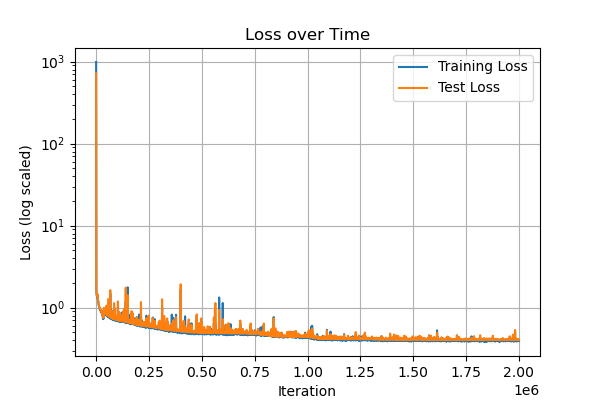 Loss over Time
Training Loss
Test Loss
Loss (log scaled)
10³
10²
10¹
10⁰
0.00 0.25 0.50 0.75 1.00 1.25 1.50 1.75 2.00
1e6
Iteration